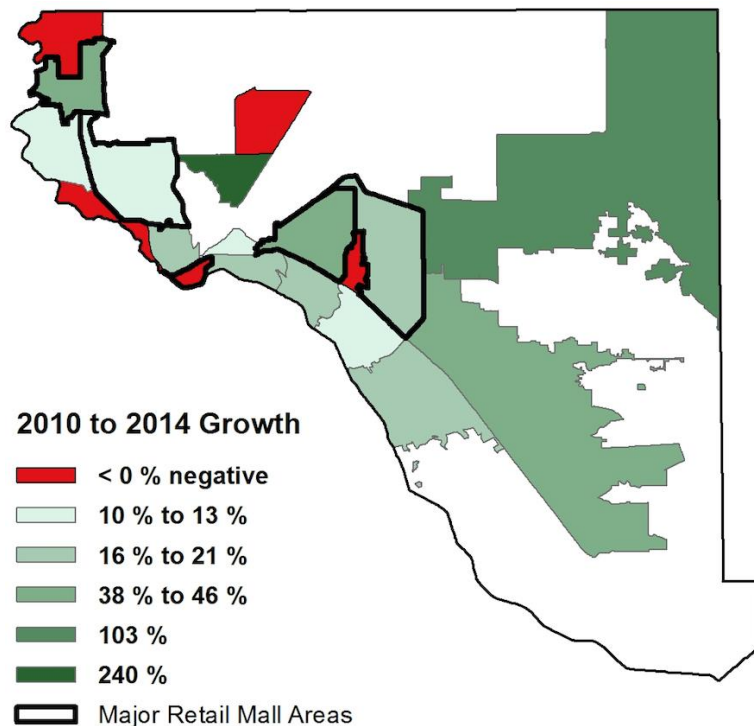 2010 to 2014 Growth
< 0 % negative
10 % to 13 %
16 % to 21 %
38 % to 46 %
103 %
240 %
Major Retail Mall Areas